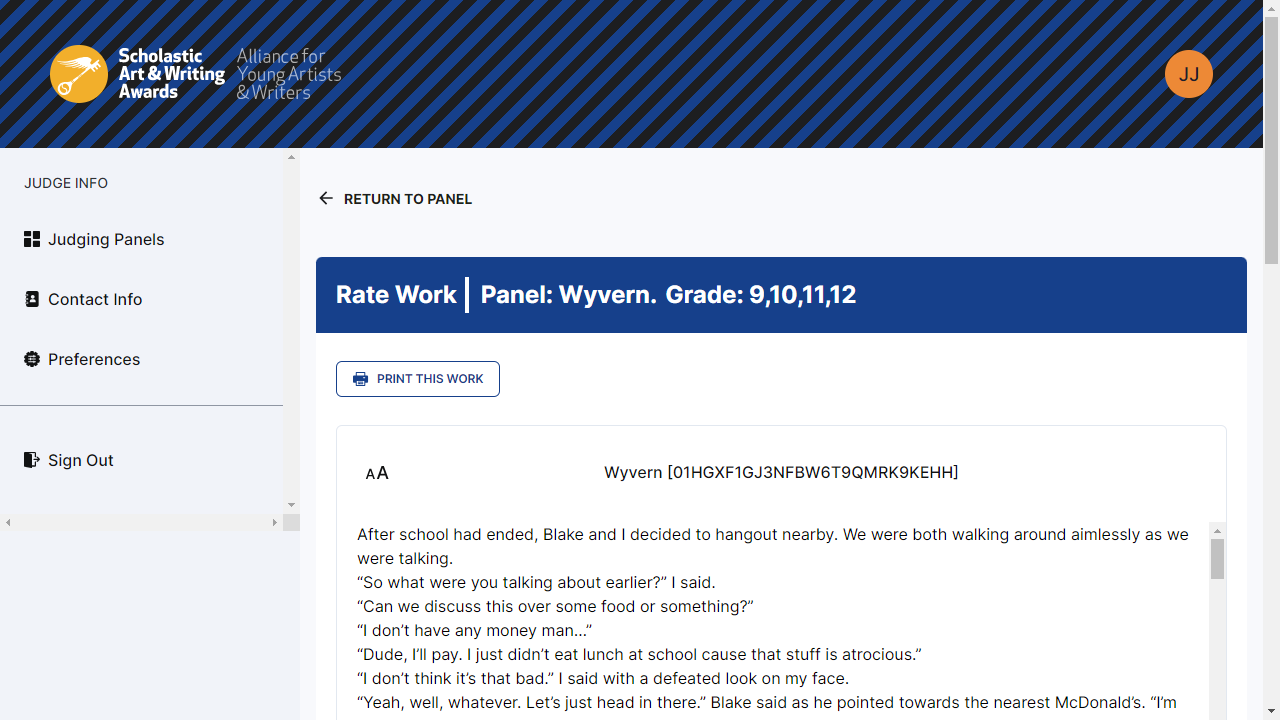 Scholastic
Art & Writing
Awards
Alliance for
Young Artists
& Writers
JJ
JUDGE INFO
Judging Panels
Contact Info
Preferences
Sign Out
RETURN TO PANEL
Rate Work | Panel: Wyvern. Grade: 9,10,11,12
PRINT THIS WORK
AA
Wyvern [01HGXF1GJ3NFBW6T9QMRK9KEHH]
After school had ended, Blake and I decided to hangout nearby. We were both walking around aimlessly as we
were talking.
“So what were you talking about earlier?” I said.
“Can we discuss this over some food or something?”
“I don’t have any money man…”
“Dude, I’ll pay. I just didn’t eat lunch at school cause that stuff is atrocious.”
“I don’t think it’s that bad.” I said with a defeated look on my face.
“Yeah, well, whatever. Let’s just head in there.” Blake said as he pointed towards the nearest McDonald’s. “I’m